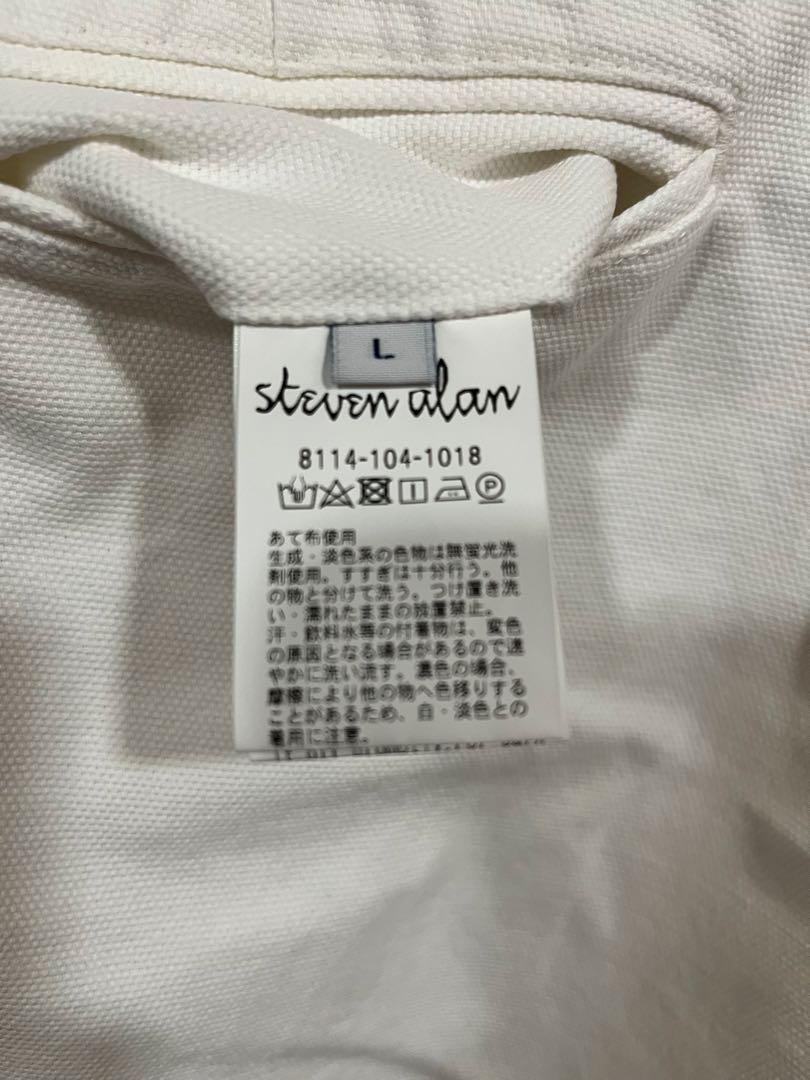 L
steven alan
8114-104-1018
あて布使用
生成・淡色系の色物は無蛍光洗
剤使用。すすぎは十分行う。他
の物と分けて洗う。つけ置き洗
い・濡れたままの放置禁止。
汗・飲料水等の付着物は、変色
の原因となる場合があるので速
やかに洗い流す。濃色の場合、
摩擦により他の物へ色移りする
ことがあるため、白・淡色との
着用に注意。